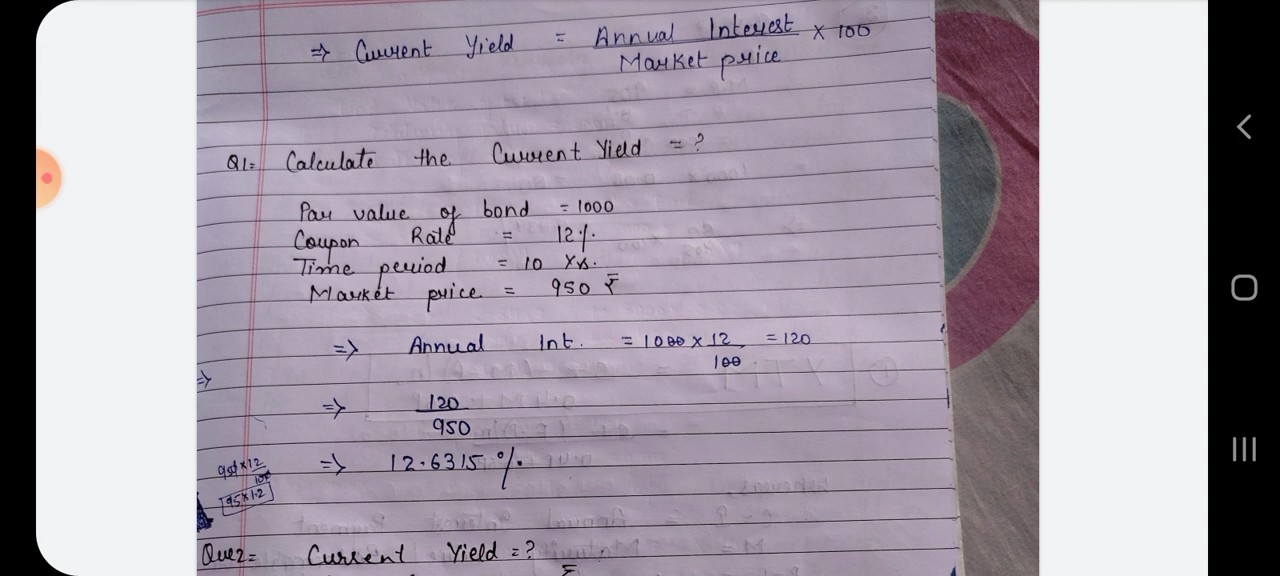 ⇒ Current Yield = Annual Interest / Market price × 100
Q1= Calculate the Current Yield = ?
Par value of bond = 1000
Coupon Rate = 12%.
Time period = 10 Yrs.
Market price = 950 ₹
⇒ Annual Int. = 1000 × 12 / 100 = 120
⇒
⇒ 120 / 950
⇒ 12.6315 %.
95 × 1.2
Que2= Current Yield = ?